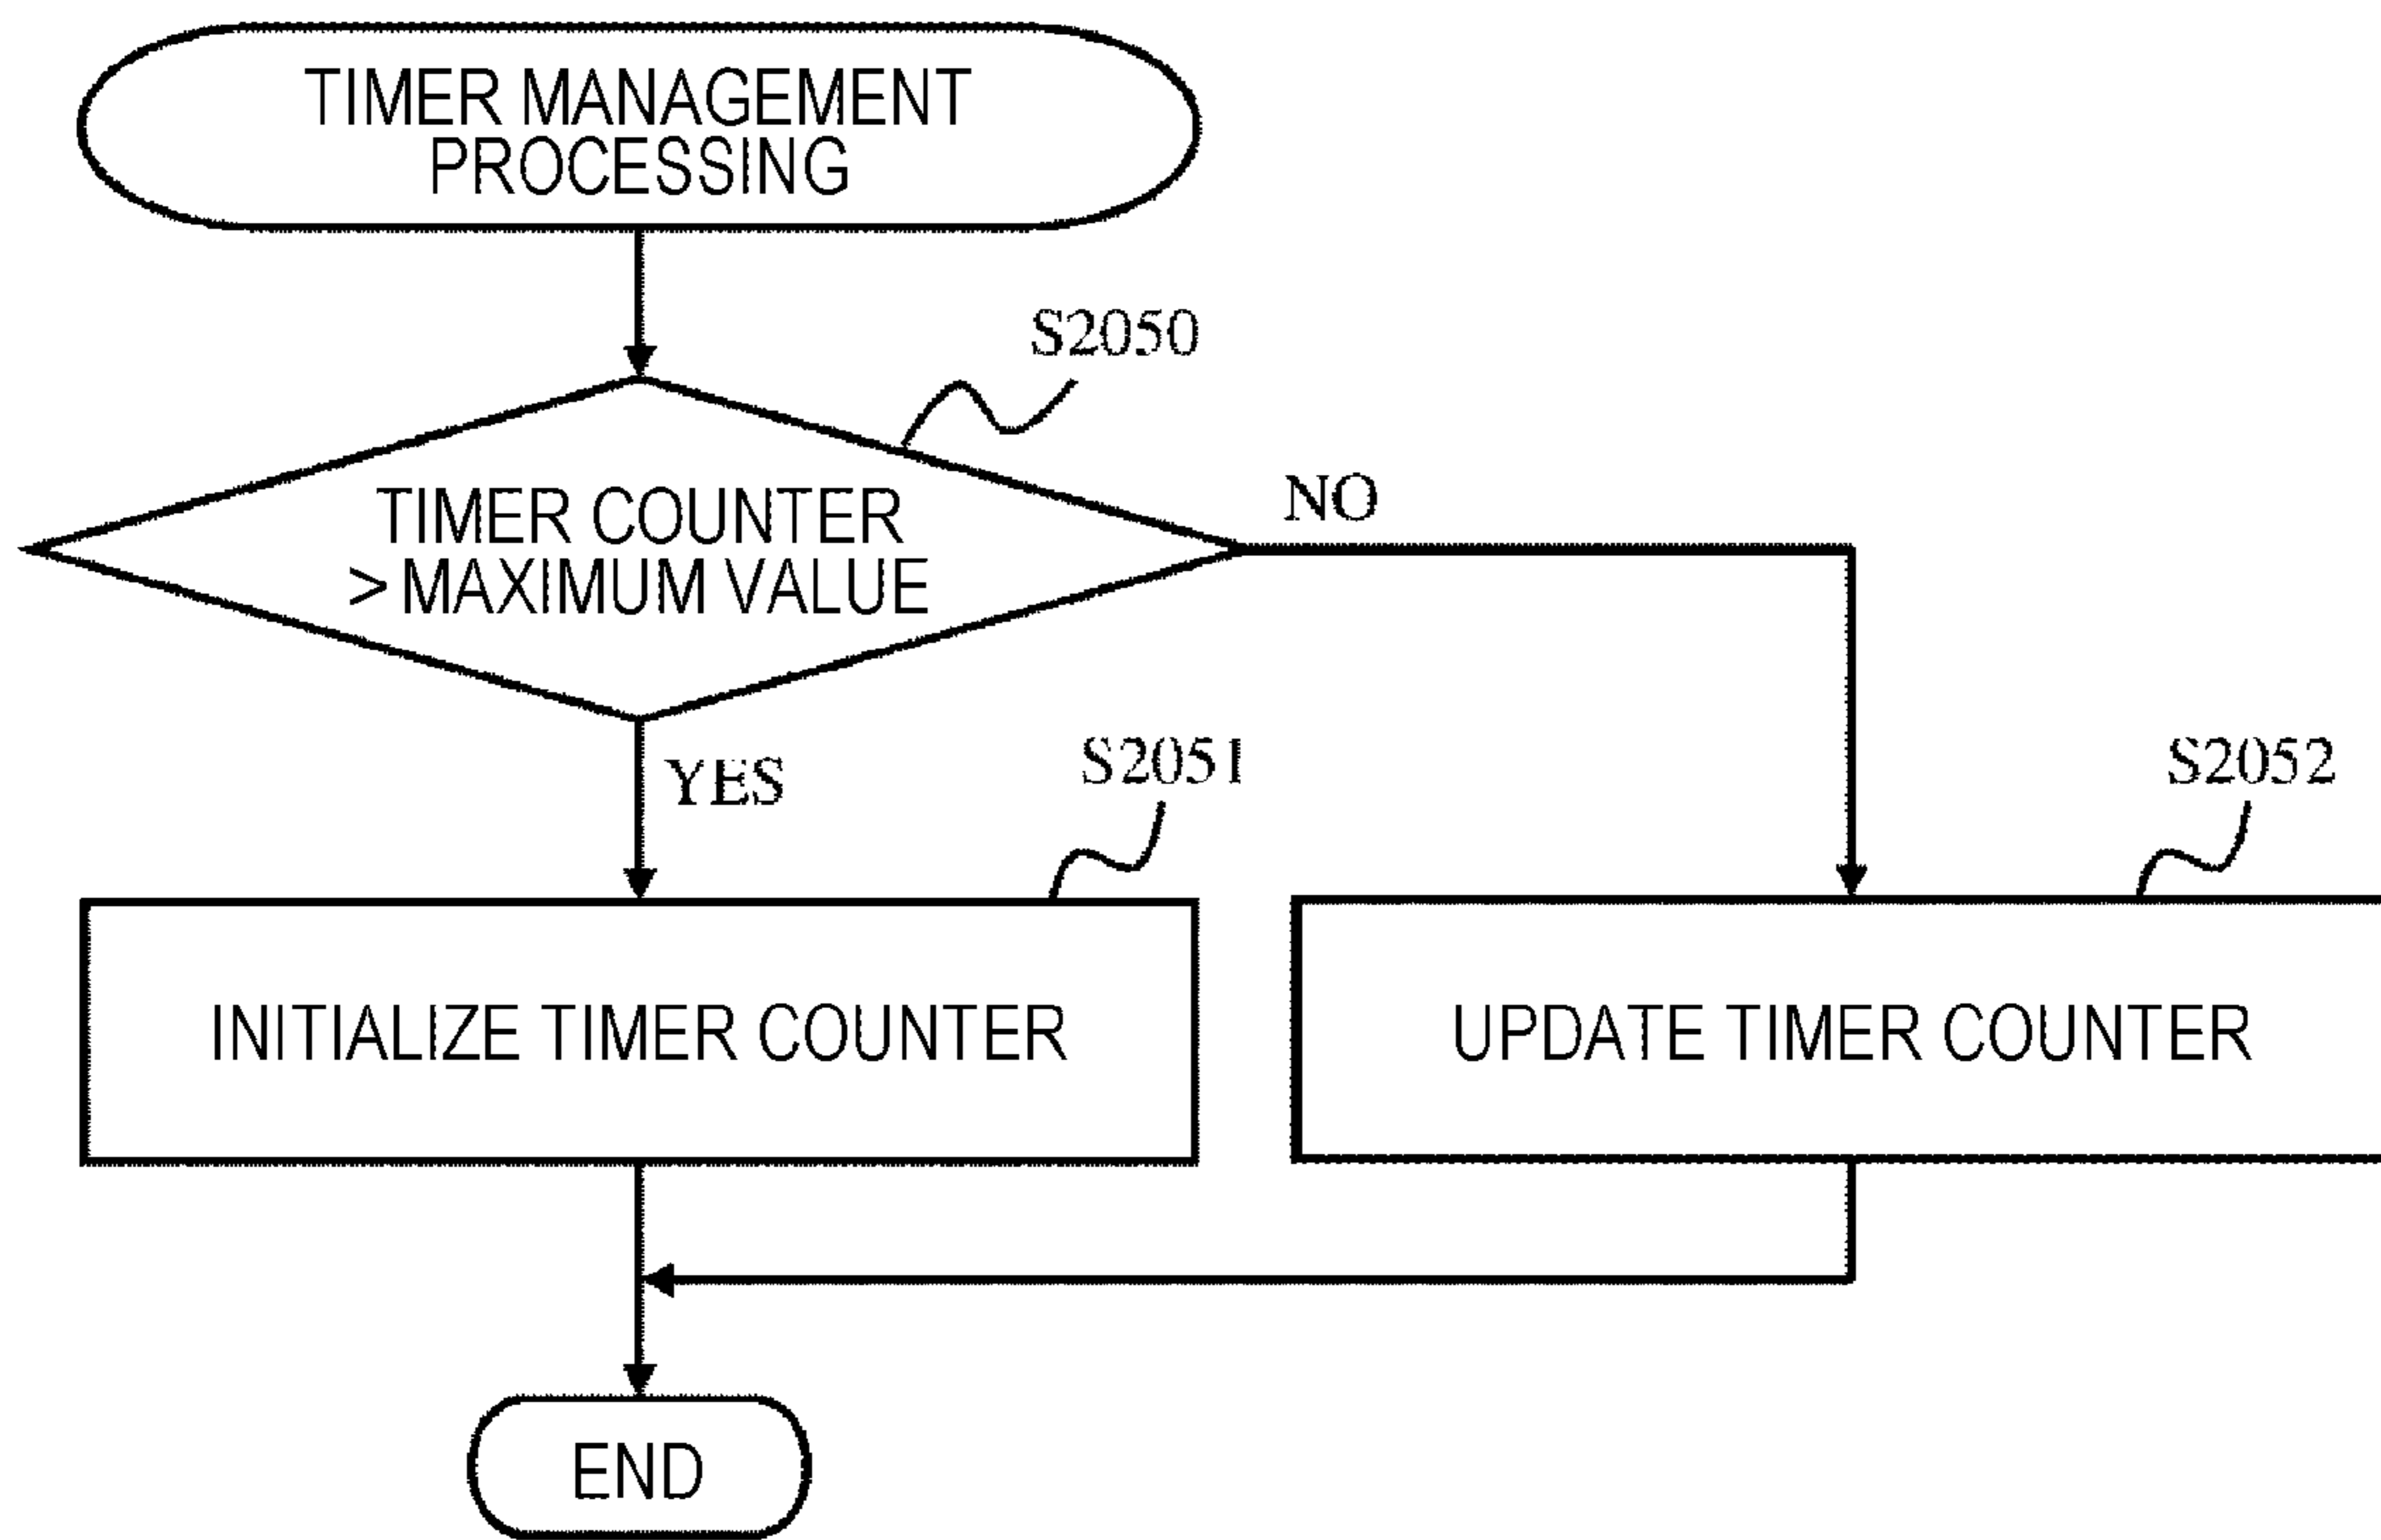 TIMER MANAGEMENT
PROCESSING
S2050
TIMER COUNTER
> MAXIMUM VALUE
NO
YES
S2051
S2052
INITIALIZE TIMER COUNTER
UPDATE TIMER COUNTER
END